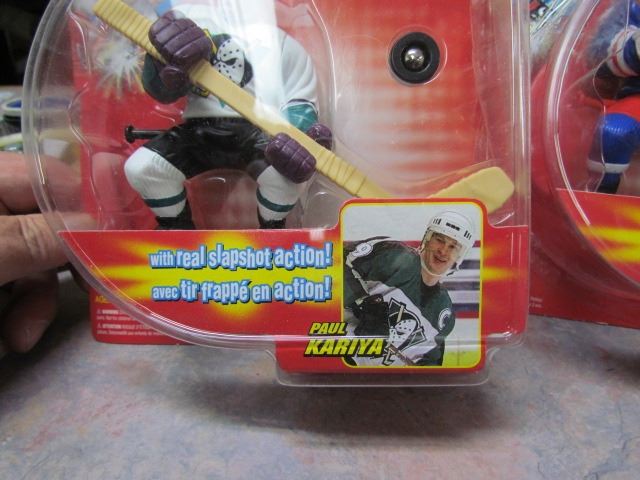 with real slapshot action!
avec tir frappé en action!
PAUL
KARIYA